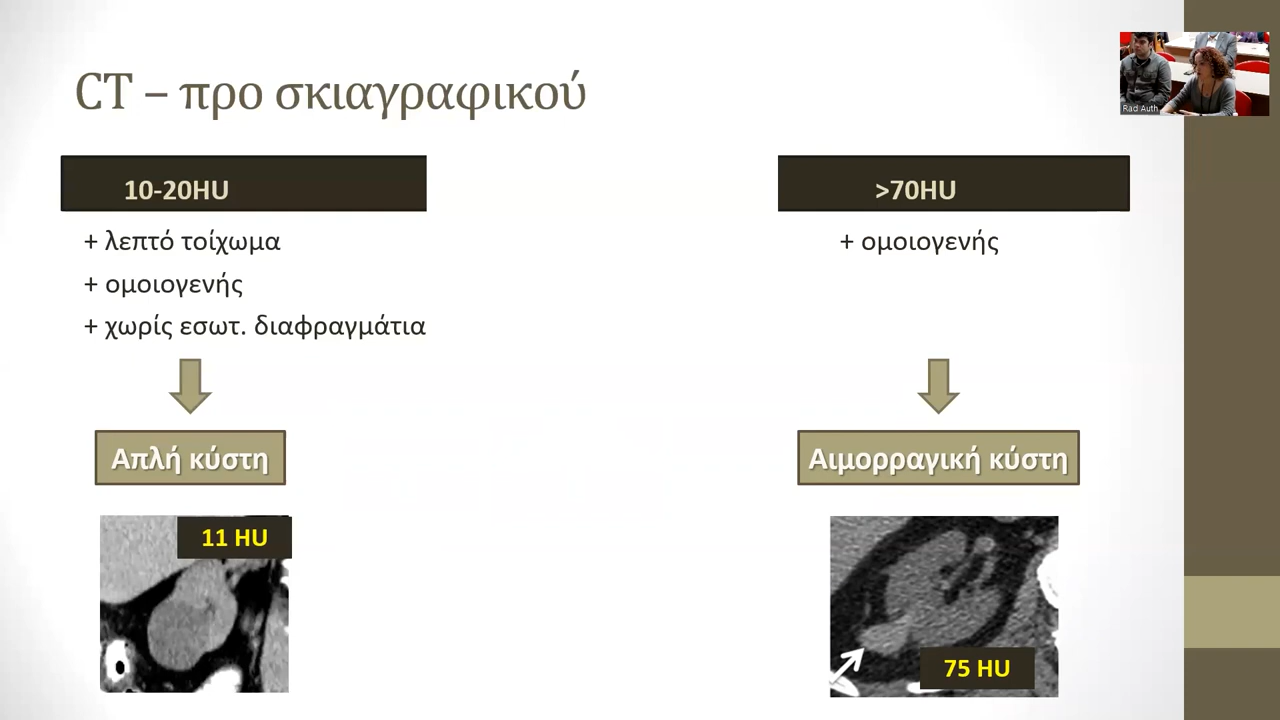 CT – προ σκιαγραφικού
Rad Auth
10-20HU
+ λεπτό τοίχωμα
+ ομοιογενής
+ χωρίς εσωτ. διαφραγμάτια
Απλή κύστη
11 HU
>70HU
+ ομοιογενής
Αιμορραγική κύστη
75 HU